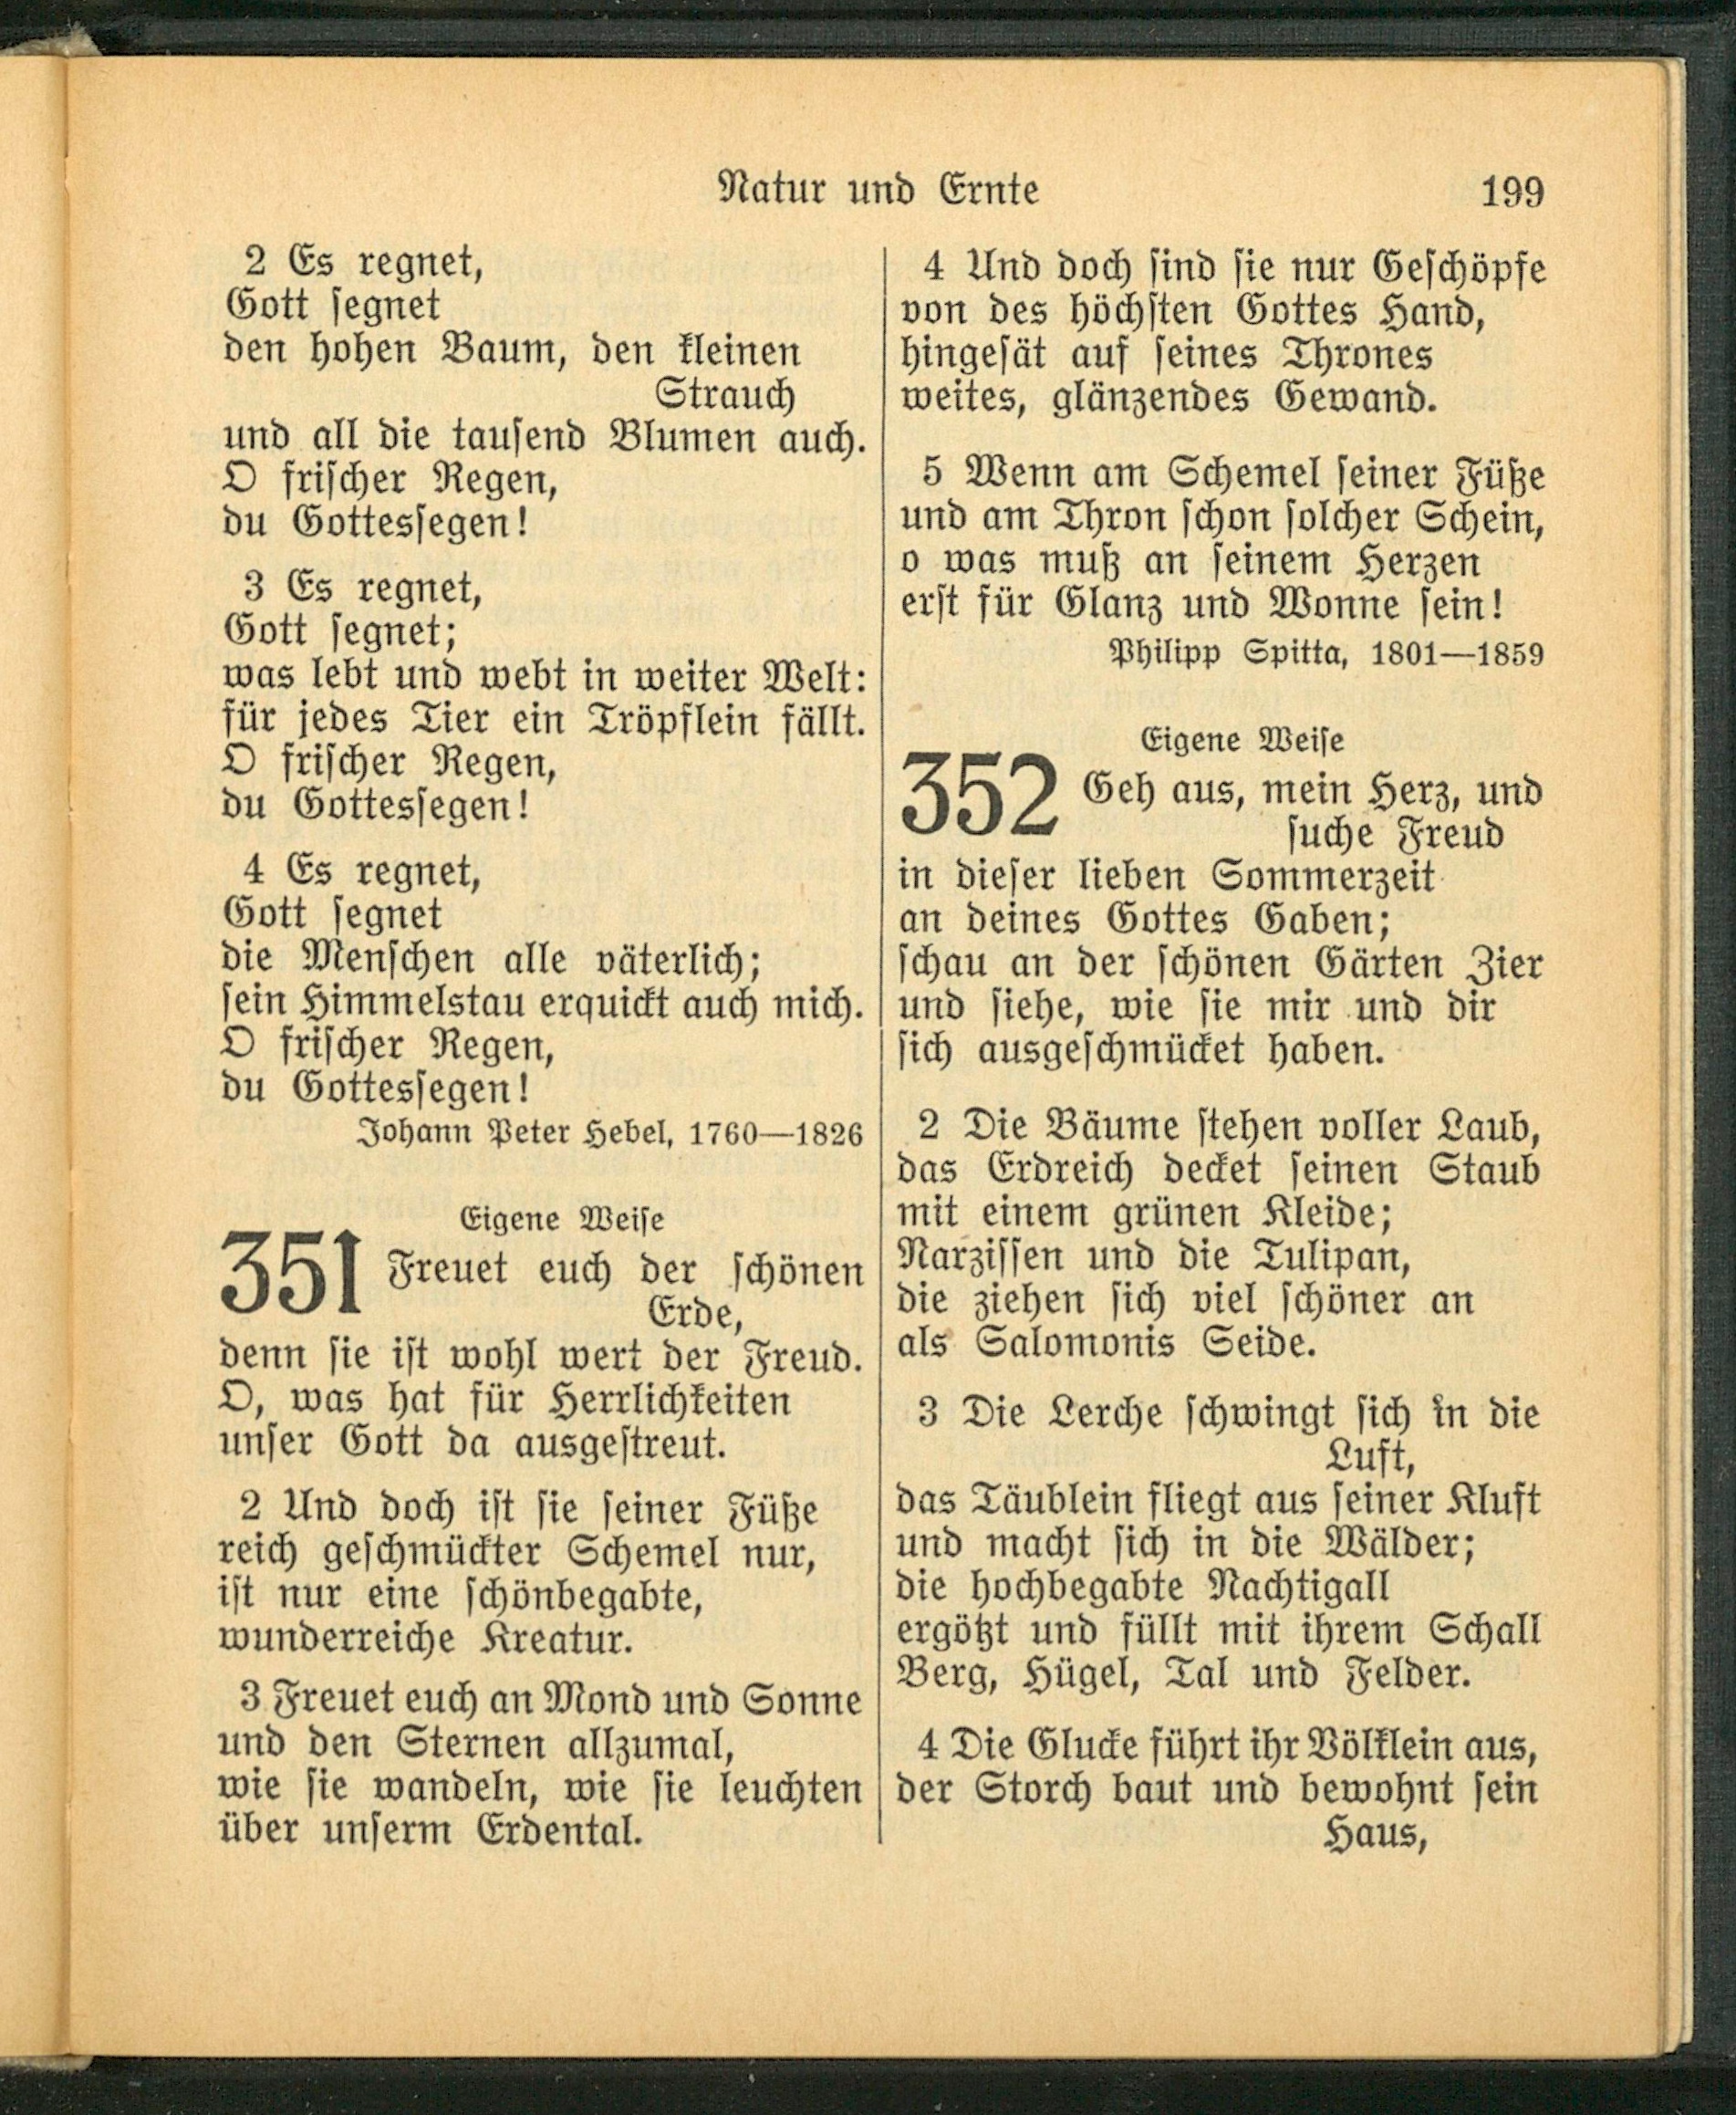 Natur und Ernte 199
2 Es regnet,
Gott segnet
den hohen Baum, den kleinen
Strauch
und all die tausend Blumen auch.
O frischer Regen,
du Gottessegen!
3 Es regnet,
Gott segnet;
was lebt und webt in weiter Welt:
für jedes Tier ein Tröpflein fällt.
O frischer Regen,
du Gottessegen!
4 Es regnet,
Gott segnet
die Menschen alle väterlich;
sein Himmelstau erquickt auch mich.
O frischer Regen,
du Gottessegen!
Johann Peter Hebel, 1760—1826
Eigene Weise
351 Freuet euch der schönen
Erde,
denn sie ist wohl wert der Freud.
O, was hat für Herrlichkeiten
unser Gott da ausgestreut.
2 Und doch ist sie seiner Füße
reich geschmückter Schemel nur,
ist nur eine schönbegabte,
wunderreiche Kreatur.
3 Freuet euch an Mond und Sonne
und den Sternen allzumal,
wie sie wandeln, wie sie leuchten
über unserm Erdental.
4 Und doch sind sie nur Geschöpfe
von des höchsten Gottes Hand,
hingesät auf seines Thrones
weites, glänzendes Gewand.
5 Wenn am Schemel seiner Füße
und am Thron schon solcher Schein,
o was muß an seinem Herzen
erst für Glanz und Wonne sein!
Philipp Spitta, 1801—1859
Eigene Weise
352 Geh aus, mein Herz, und
suche Freud
in dieser lieben Sommerzeit
an deines Gottes Gaben;
schau an der schönen Gärten Zier
und siehe, wie sie mir und dir
sich ausgeschmücket haben.
2 Die Bäume stehen voller Laub,
das Erdreich decket seinen Staub
mit einem grünen Kleide;
Narzissen und die Tulipan,
die ziehen sich viel schöner an
als Salomonis Seide.
3 Die Lerche schwingt sich in die
Luft,
das Täublein fliegt aus seiner Kluft
und macht sich in die Wälder;
die hochbegabte Nachtigall
ergötzt und füllt mit ihrem Schall
Berg, Hügel, Tal und Felder.
4 Die Glucke führt ihr Völklein aus,
der Storch baut und bewohnt sein
Haus,